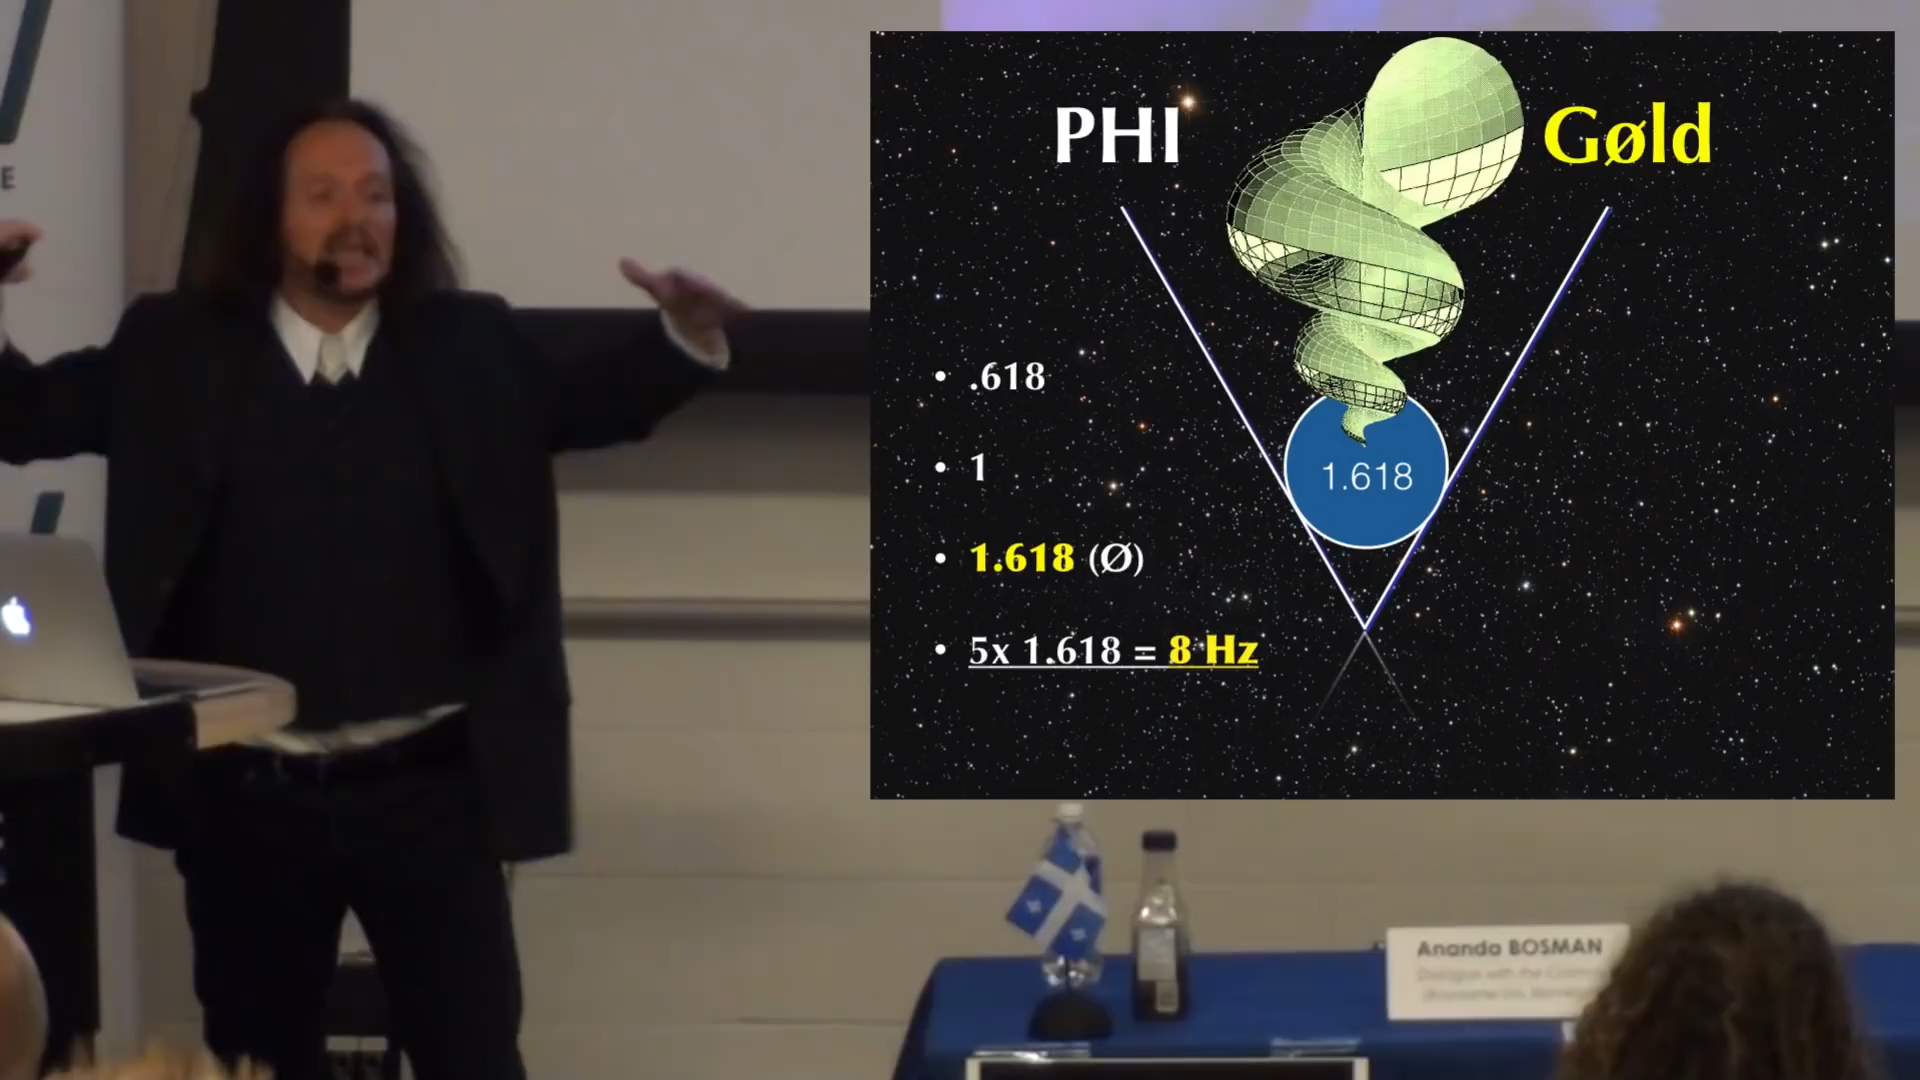 E
PHI
Gøld
• .618
• 1
1.618
• 1.618 (Ø)
• 5x 1.618 = 8 Hz
Ananda BOSMAN